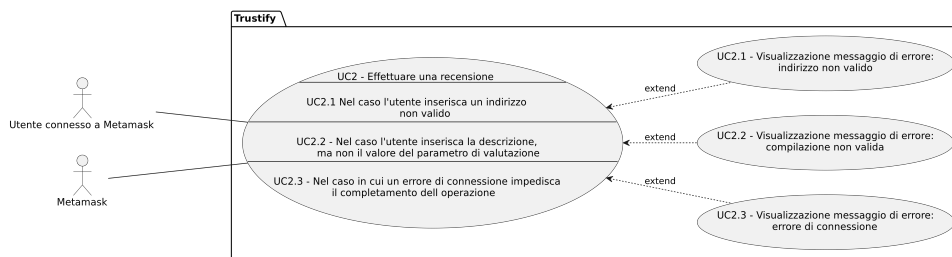 Trustify
UC2 - Effettuare una recensione
UC2.1 Nel caso l'utente inserisca un indirizzo
non valido
UC2.2 - Nel caso l'utente inserisca la descrizione,
ma non il valore del parametro di valutazione
UC2.3 - Nel caso in cui un errore di connessione impedisca
il completamento dell operazione
Utente connesso a Metamask
Metamask
extend
extend
extend
UC2.1 - Visualizzazione messaggio di errore:
indirizzo non valido
UC2.2 - Visualizzazione messaggio di errore:
compilazione non valida
UC2.3 - Visualizzazione messaggio di errore:
errore di connessione